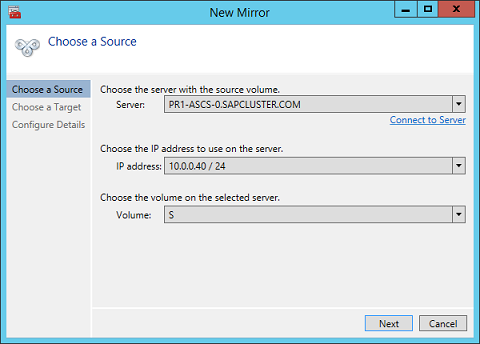 New Mirror
Choose a Source
Choose a Source
Choose a Target
Configure Details
Choose the server with the source volume.
Server: PR1-ASCS-0.SAPCLUSTER.COM
Connect to Server
Choose the IP address to use on the server.
IP address: 10.0.0.40 / 24
Choose the volume on the selected server.
Volume: S
Next Cancel